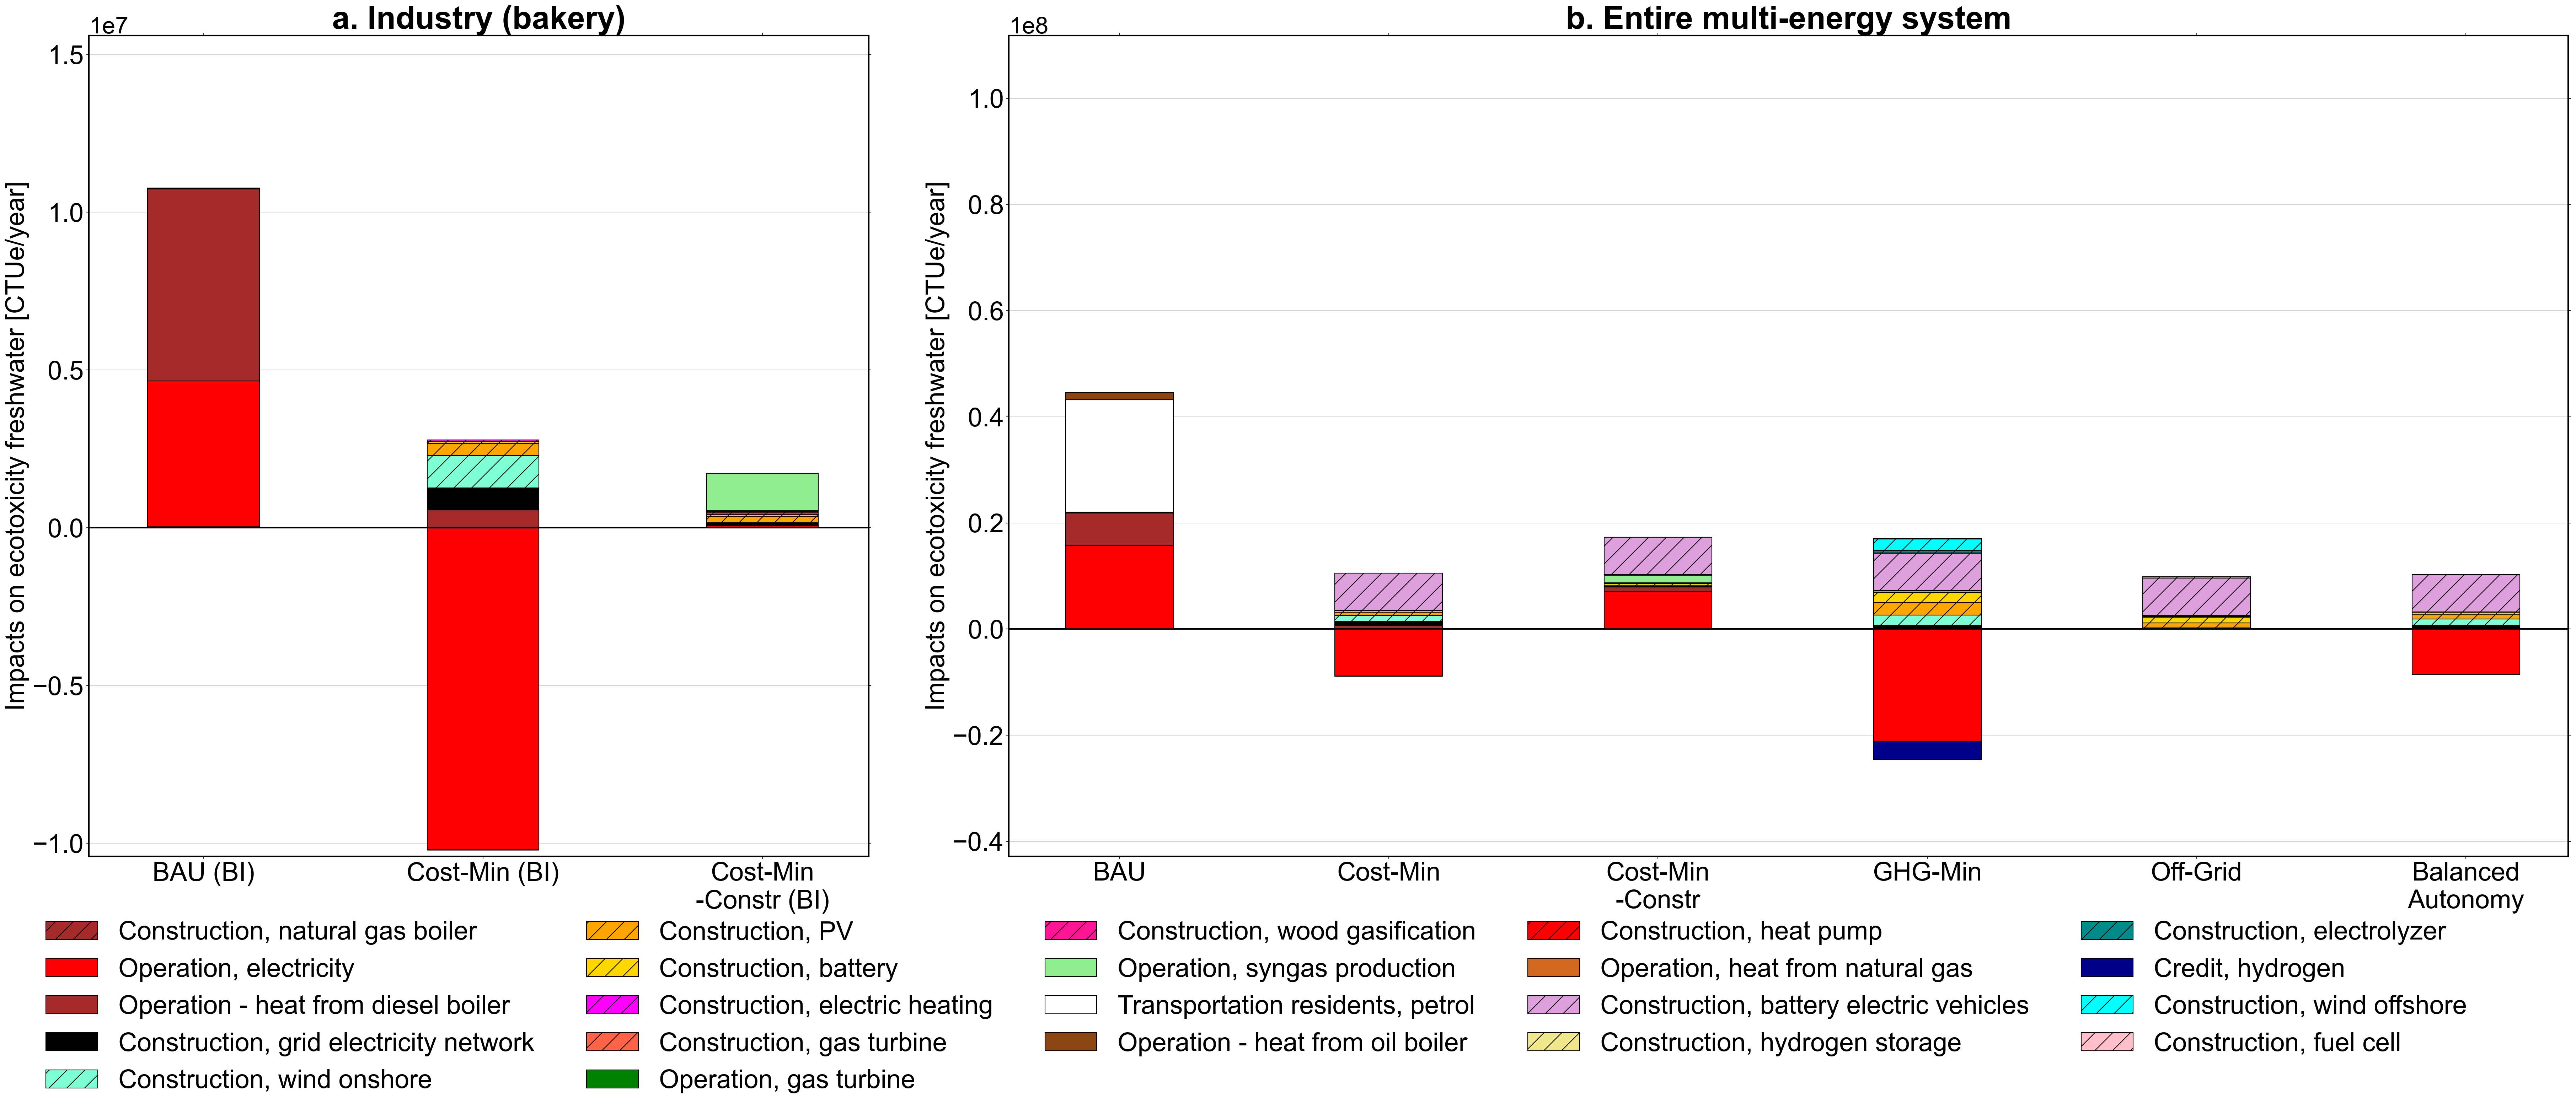 a. Industry (bakery)
1e7
Impacts on ecotoxicity freshwater [CTUe/year]
1.5
1.0
0.5
0.0
−0.5
−1.0
BAU (BI)
Cost-Min (BI)
Cost-Min
-Constr (BI)
b. Entire multi-energy system
1e8
Impacts on ecotoxicity freshwater [CTUe/year]
1.0
0.8
0.6
0.4
0.2
0.0
−0.2
−0.4
BAU
Cost-Min
Cost-Min
-Constr
GHG-Min
Off-Grid
Balanced
Autonomy
Construction, natural gas boiler
Operation, electricity
Operation - heat from diesel boiler
Construction, grid electricity network
Construction, wind onshore
Construction, PV
Construction, battery
Construction, electric heating
Construction, gas turbine
Operation, gas turbine
Construction, wood gasification
Operation, syngas production
Transportation residents, petrol
Operation - heat from oil boiler
Construction, heat pump
Operation, heat from natural gas
Construction, battery electric vehicles
Construction, hydrogen storage
Construction, electrolyzer
Credit, hydrogen
Construction, wind offshore
Construction, fuel cell